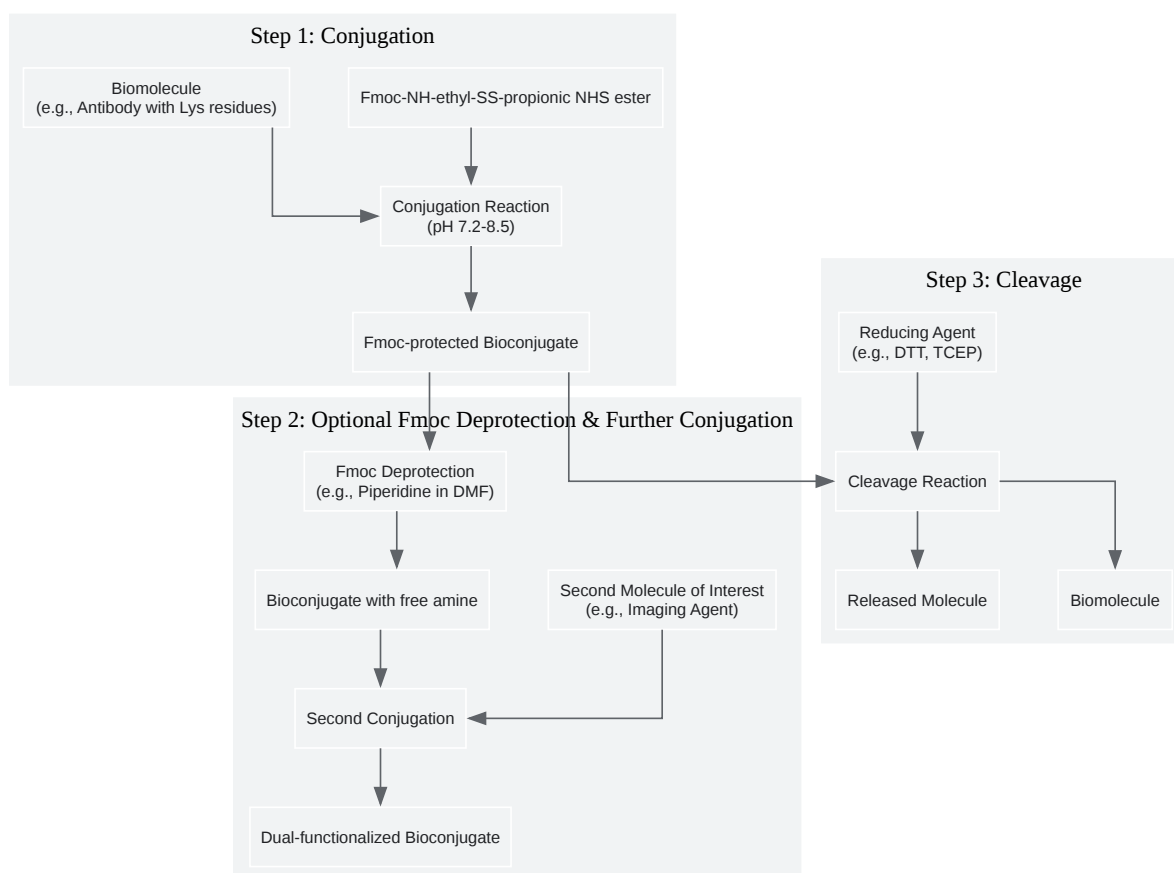 Step 1: Conjugation
Biomolecule
(e.g., Antibody with Lys residues)
Fmoc-NH-ethyl-SS-propionic NHS ester
Conjugation Reaction
(pH 7.2-8.5)
Fmoc-protected Bioconjugate
Step 2: Optional Fmoc Deprotection & Further Conjugation
Fmoc Deprotection
(e.g., Piperidine in DMF)
Bioconjugate with free amine
Second Molecule of Interest
(e.g., Imaging Agent)
Second Conjugation
Dual-functionalized Bioconjugate
Step 3: Cleavage
Reducing Agent
(e.g., DTT, TCEP)
Cleavage Reaction
Released Molecule
Biomolecule